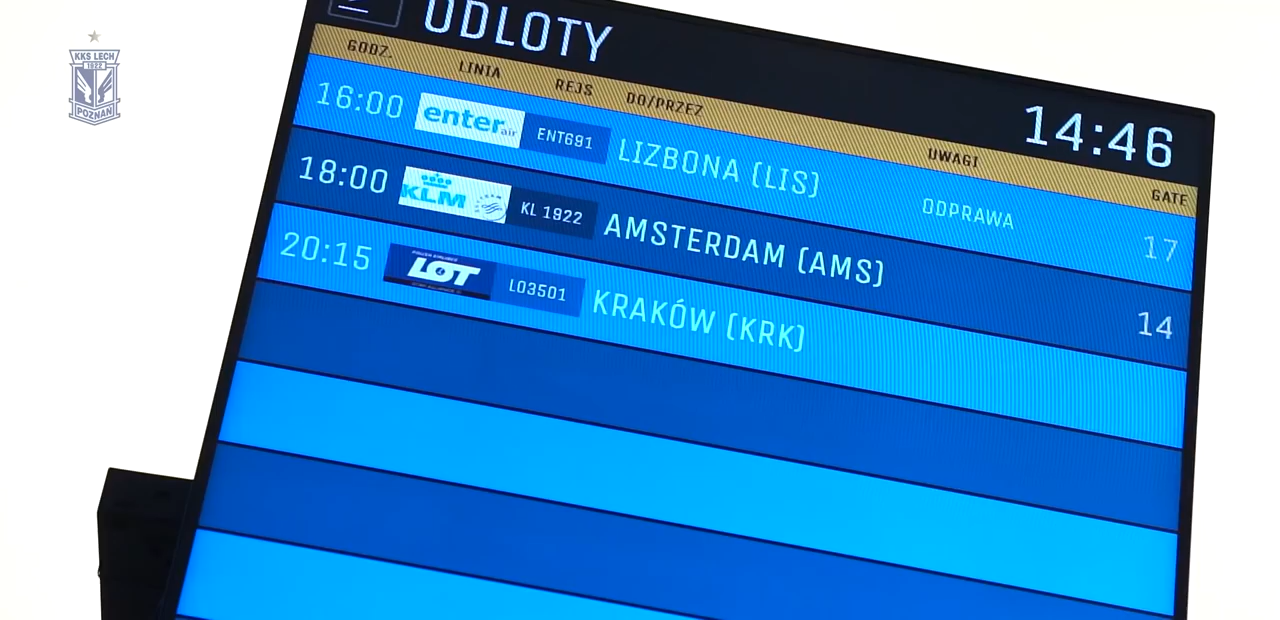 KKS LECH
1922
POZNAŃ
ODLOTY
14:46
GODZ. LINIA REJS DO/PRZEZ UWAGI GATE
16:00 enter air ENT691 LIZBONA (LIS) ODPRAWA 17
18:00 KLM KL 1922 AMSTERDAM (AMS) 14
20:15 LOT LO3501 KRAKÓW (KRK)